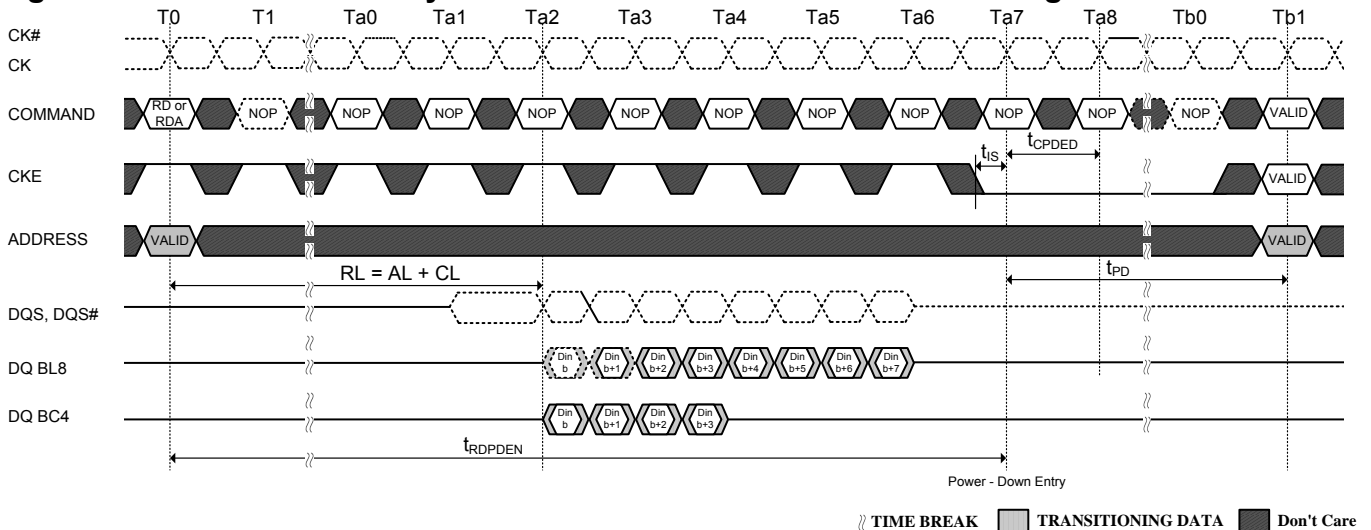 T0 T1 Ta0 Ta1 Ta2 Ta3 Ta4 Ta5 Ta6 Ta7 Ta8 Tb0 Tb1
CK#
CK
COMMAND
RD or RDA NOP NOP NOP NOP NOP NOP NOP NOP NOP NOP NOP VALID
tIS
tCPDED
CKE
VALID
ADDRESS
VALID VALID
RL = AL + CL
tPD
DQS, DQS#
DQ BL8
Din b Din b+1 Din b+2 Din b+3 Din b+4 Din b+5 Din b+6 Din b+7
DQ BC4
Din b Din b+1 Din b+2 Din b+3
tRDPDEN
Power - Down Entry
TIME BREAK TRANSITIONING DATA Don't Care